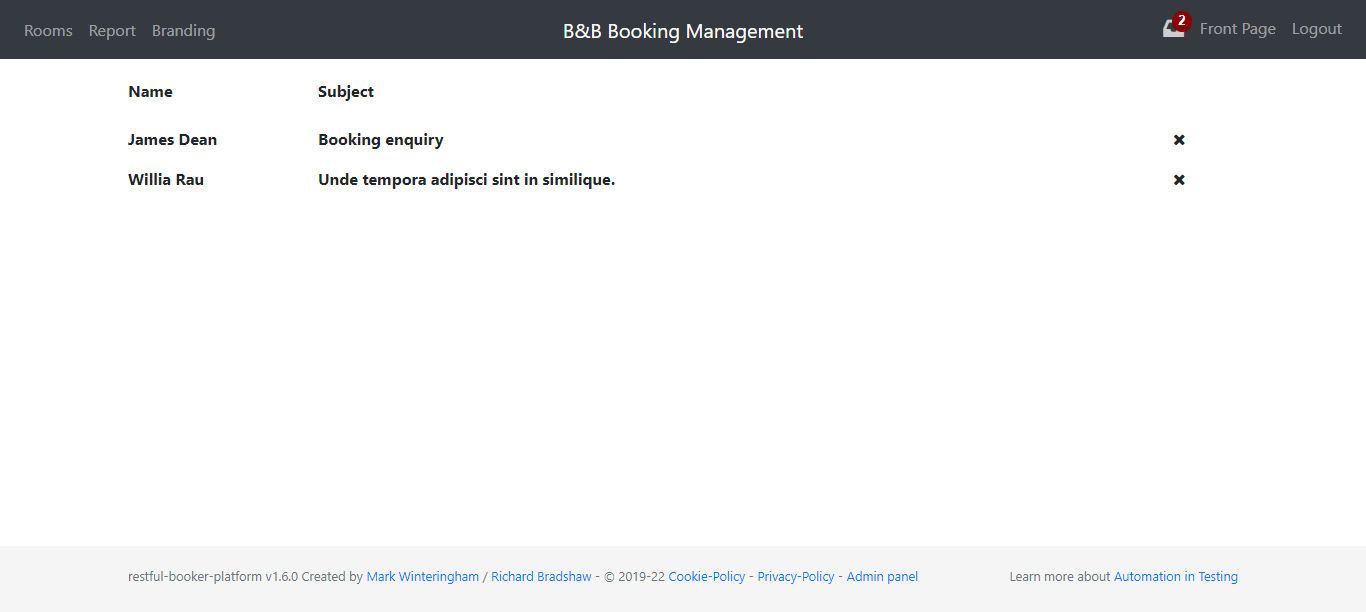 Rooms Report Branding B&B Booking Management 2 Front Page Logout
Name Subject
James Dean Booking enquiry
Willia Rau Unde tempora adipisci sint in similique.
restful-booker-platform v1.6.0 Created by Mark Winteringham / Richard Bradshaw - © 2019-22 Cookie-Policy - Privacy-Policy - Admin panel Learn more about Automation in Testing